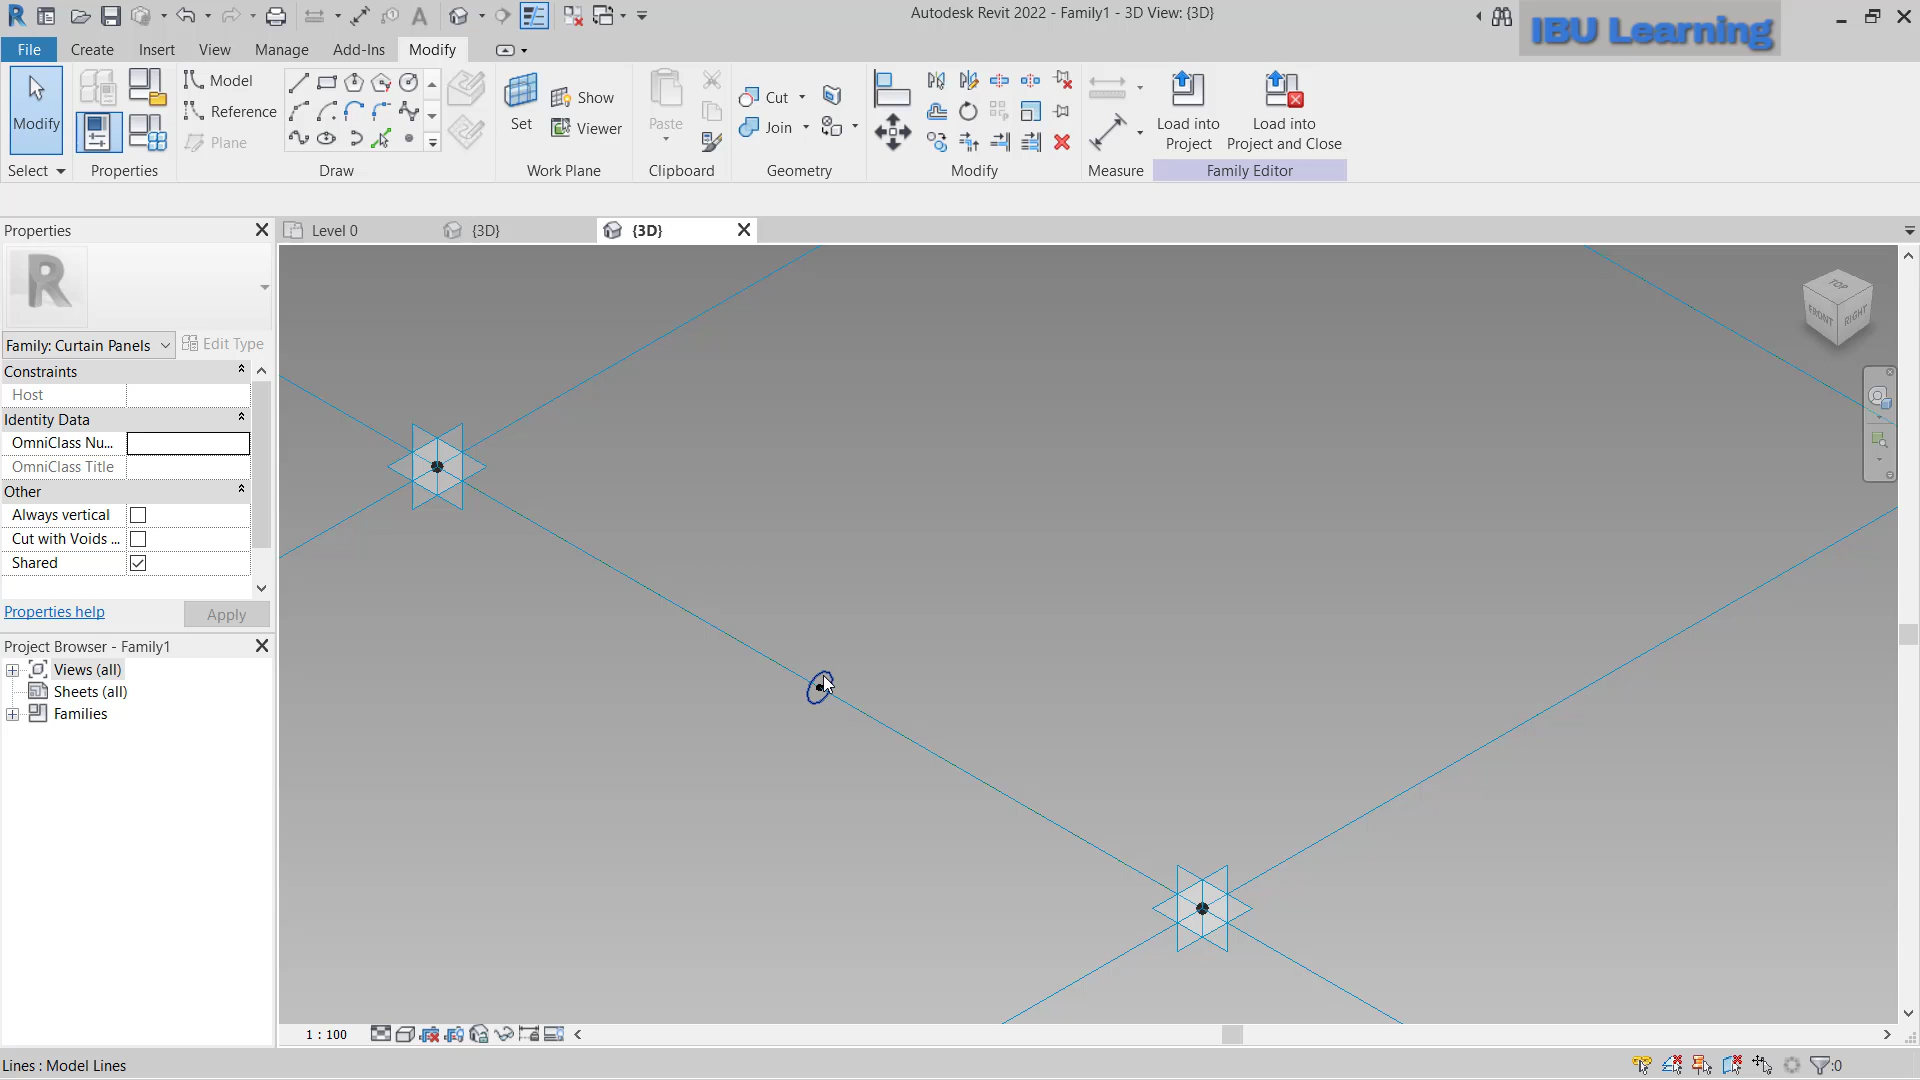 Autodesk Revit 2022 - Family1 - 3D View: {3D}
IBU Learning
File
Create
Insert
View
Manage
Add-Ins
Modify
Modify
Model
Reference
Plane
Set
Show
Viewer
Paste
Cut
Join
Load into
Project
Load into
Project and Close
Select
Properties
Draw
Work Plane
Clipboard
Geometry
Modify
Measure
Family Editor
Properties
Level 0
{3D}
{3D}
R
Family: Curtain Panels
Edit Type
Constraints
Host
Identity Data
OmniClass Nu...
OmniClass Title
Other
Always vertical
Cut with Voids ...
Shared
Properties help
Apply
Project Browser - Family1
Views (all)
Sheets (all)
Families
TOP
FRONT
RIGHT
1 : 100
Lines : Model Lines
:0